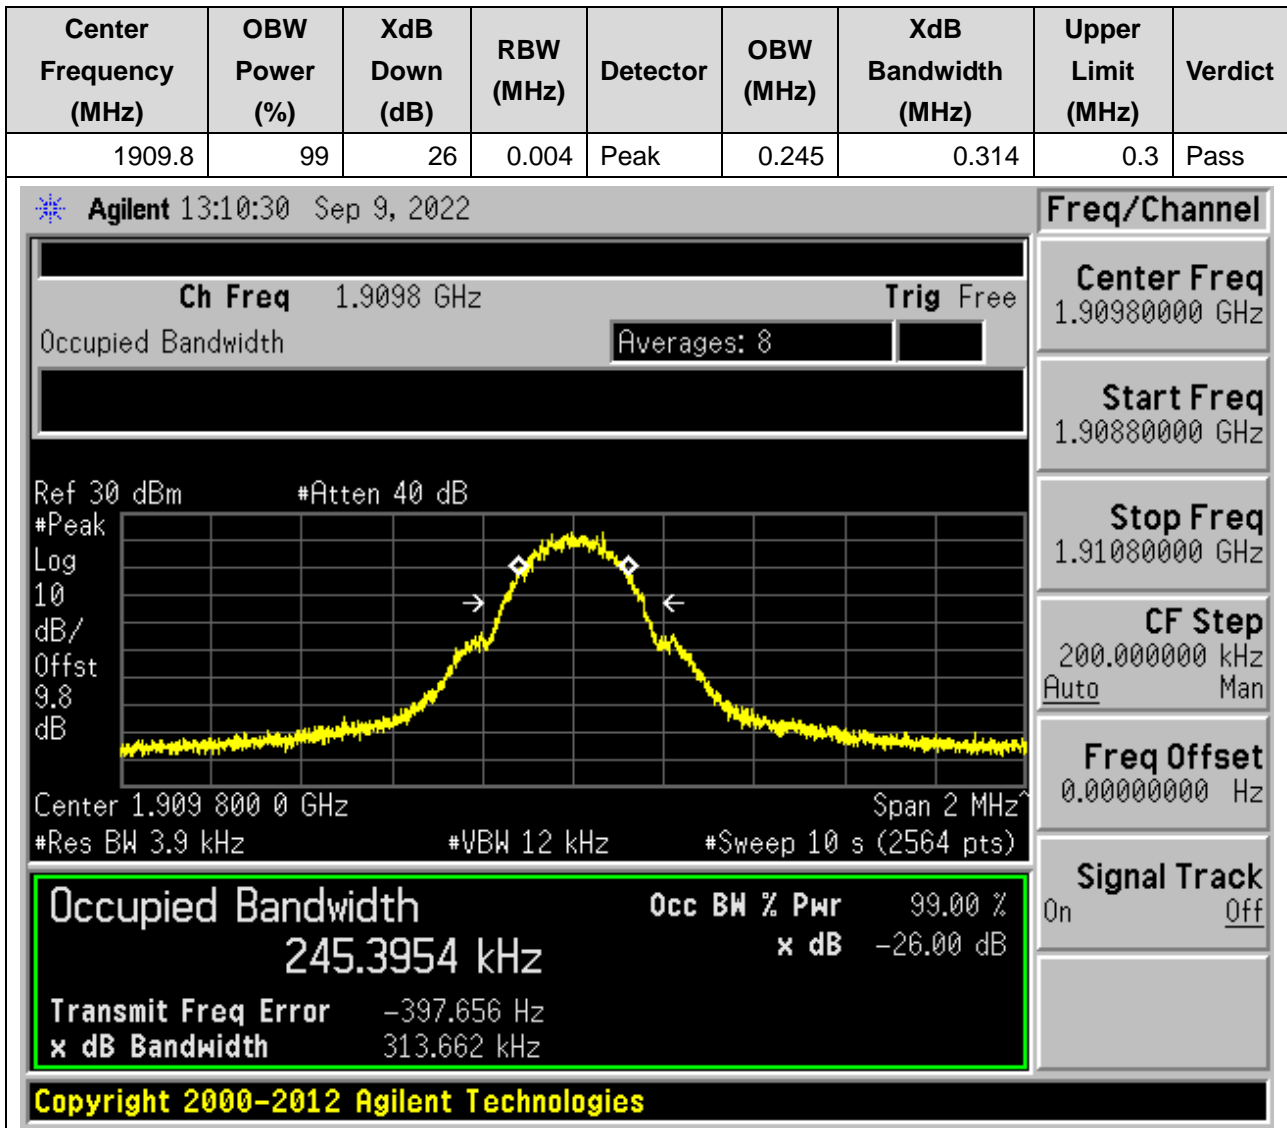 Center Frequency (MHz) OBW Power (%) XdB Down (dB) RBW (MHz) Detector OBW (MHz) XdB Bandwidth (MHz) Upper Limit (MHz) Verdict
1909.8 99 26 0.004 Peak 0.245 0.314 0.3 Pass
Agilent 13:10:30 Sep 9, 2022
Freq/Channel
Ch Freq 1.9098 GHz Trig Free
Occupied Bandwidth Averages: 8
Ref 30 dBm #Atten 40 dB
#Peak
Log
10
dB/
Offst
9.8
dB
Center 1.909 800 0 GHz Span 2 MHz^
#Res BW 3.9 kHz #VBW 12 kHz #Sweep 10 s (2564 pts)
Occupied Bandwidth Occ BW % Pwr 99.00 %
245.3954 kHz x dB -26.00 dB
Transmit Freq Error -397.656 Hz
x dB Bandwidth 313.662 kHz
Center Freq
1.90980000 GHz
Start Freq
1.90880000 GHz
Stop Freq
1.91080000 GHz
CF Step
200.000000 kHz
Auto Man
Freq Offset
0.00000000 Hz
Signal Track
On Off
Copyright 2000-2012 Agilent Technologies